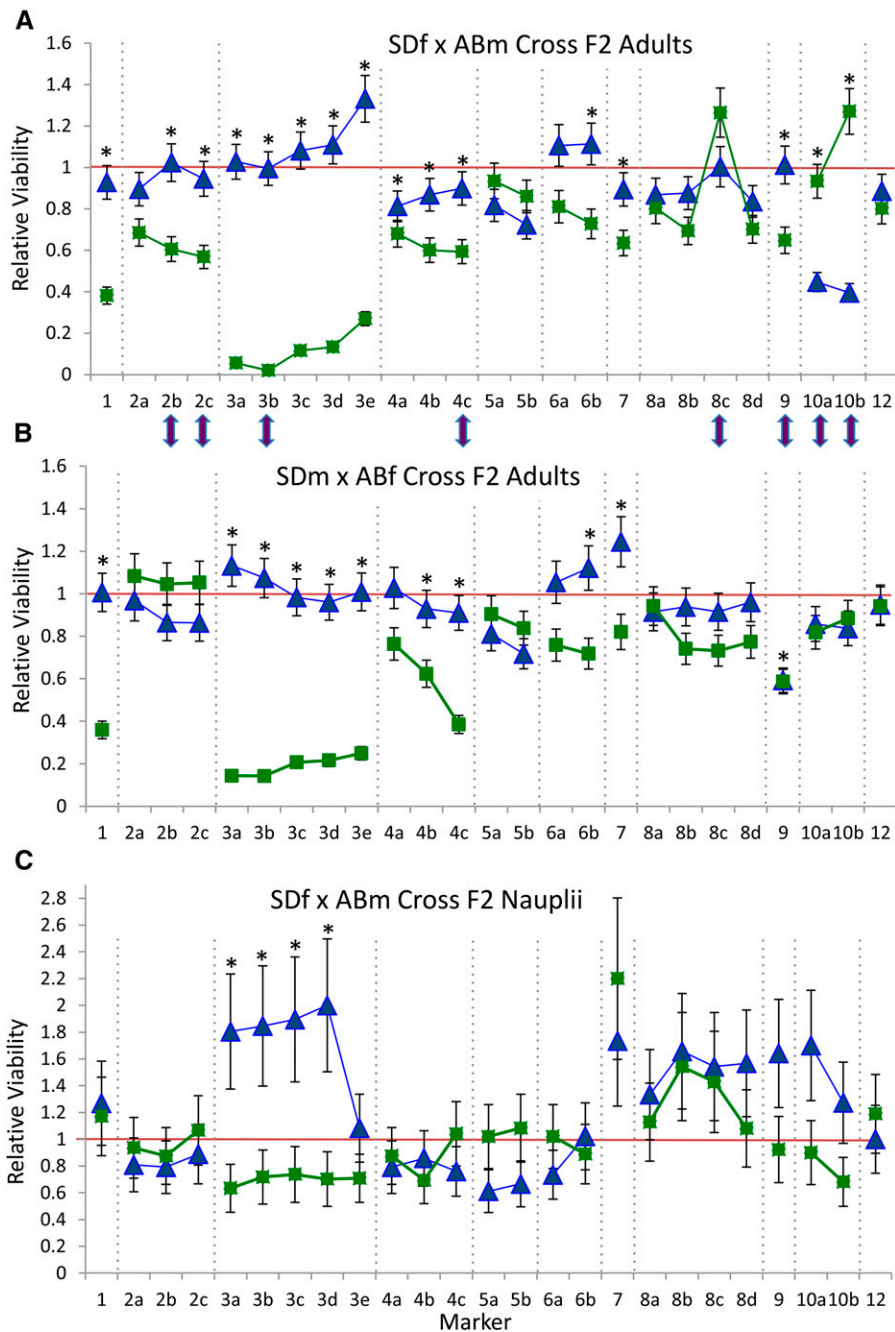 A
SDf x ABm Cross F2 Adults
Relative Viability
1.6
1.4
1.2
1
0.8
0.6
0.4
0.2
0
* * * * * * * * * * * * * * * *
1 2a 2b 2c 3a 3b 3c 3d 3e 4a 4b 4c 5a 5b 6a 6b 7 8a 8b 8c 8d 9 10a 10b 12
B
SDm x ABf Cross F2 Adults
Relative Viability
1.6
1.4
1.2
1
0.8
0.6
0.4
0.2
0
* * * * * * * * * * *
1 2a 2b 2c 3a 3b 3c 3d 3e 4a 4b 4c 5a 5b 6a 6b 7 8a 8b 8c 8d 9 10a 10b 12
C
SDf x ABm Cross F2 Nauplii
Relative Viability
2.8
2.6
2.4
2.2
2
1.8
1.6
1.4
1.2
1
0.8
0.6
0.4
0.2
0
* * * *
1 2a 2b 2c 3a 3b 3c 3d 3e 4a 4b 4c 5a 5b 6a 6b 7 8a 8b 8c 8d 9 10a 10b 12
Marker